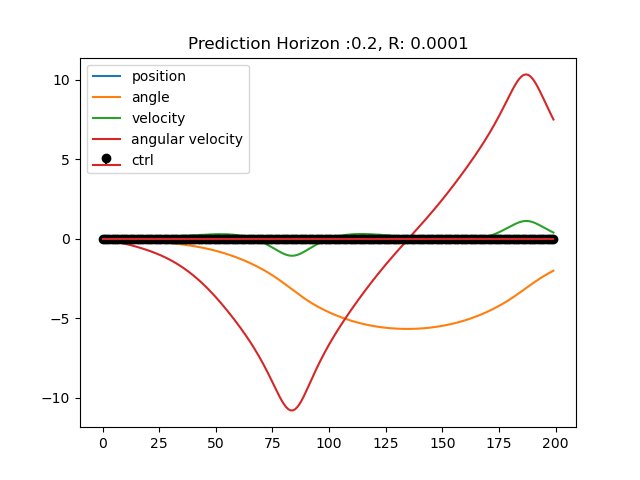 Prediction Horizon :0.2, R: 0.0001
position
angle
velocity
angular velocity
ctrl
10
5
0
−5
−10
0 25 50 75 100 125 150 175 200